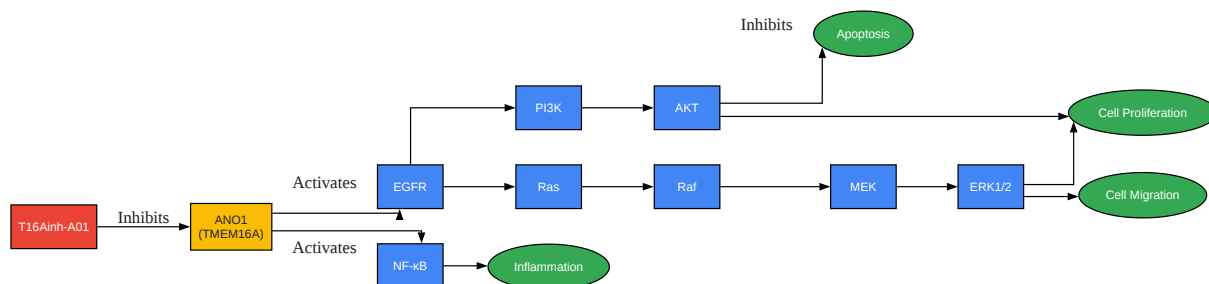 Inhibits
Apoptosis
PI3K
AKT
Cell Proliferation
Activates
EGFR
Ras
Raf
MEK
ERK1/2
Cell Migration
T16Ainh-A01
Inhibits
ANO1
(TMEM16A)
Activates
NF-κB
Inflammation